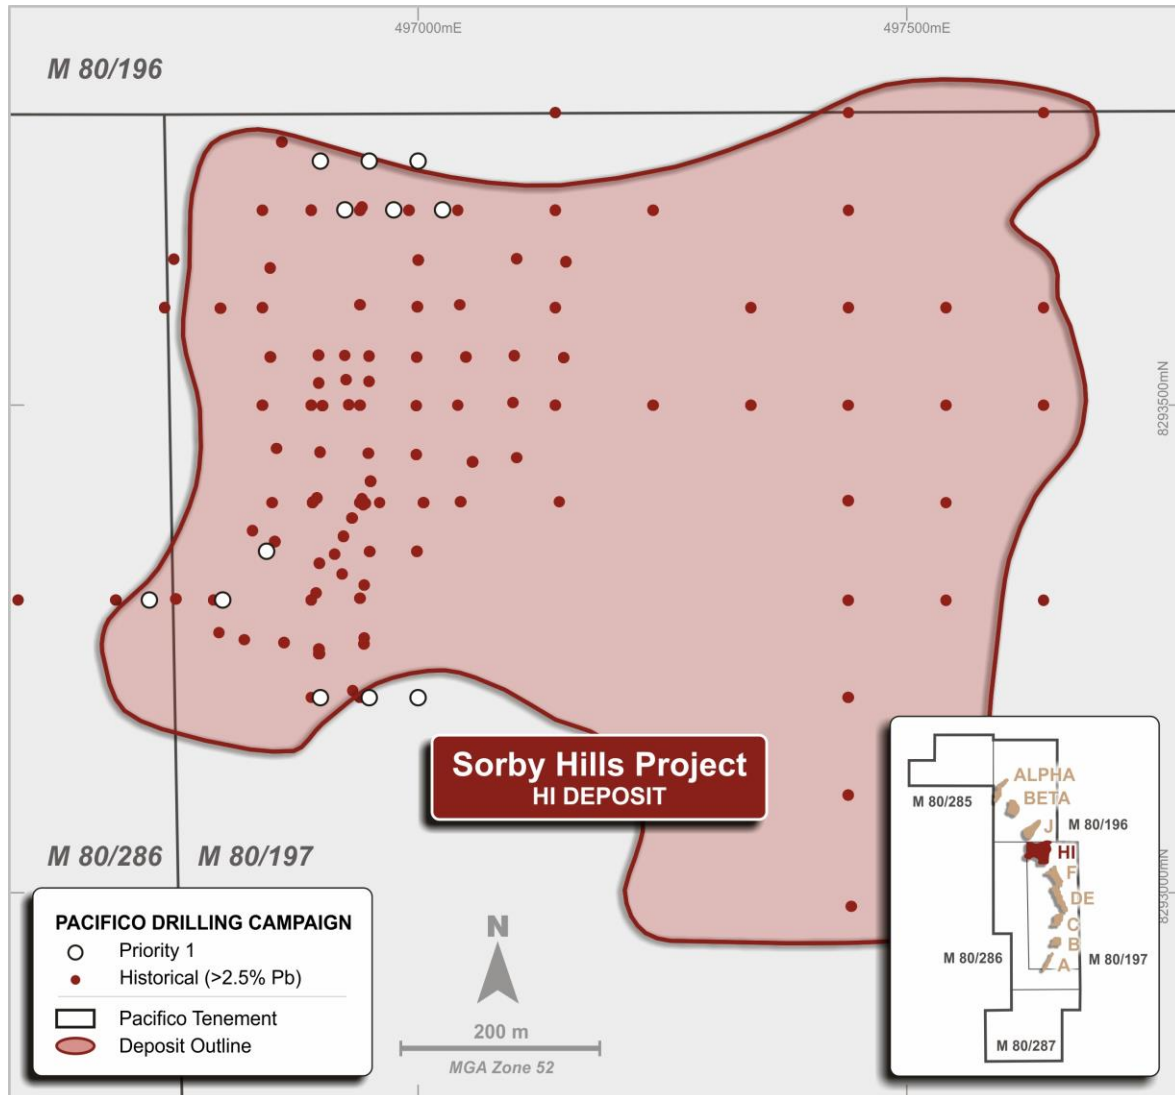 497000mE
497500mE
M 80/196
8293500mN
Sorby Hills Project
HI DEPOSIT
M 80/286
M 80/197
8293000mN
PACIFICO DRILLING CAMPAIGN
Priority 1
Historical (>2.5% Pb)
Pacifico Tenement
Deposit Outline
N
200 m
MGA Zone 52
ALPHA
M 80/285
BETA
J
M 80/196
HI
F
DE
C
B
M 80/286
M 80/197
A
M 80/287